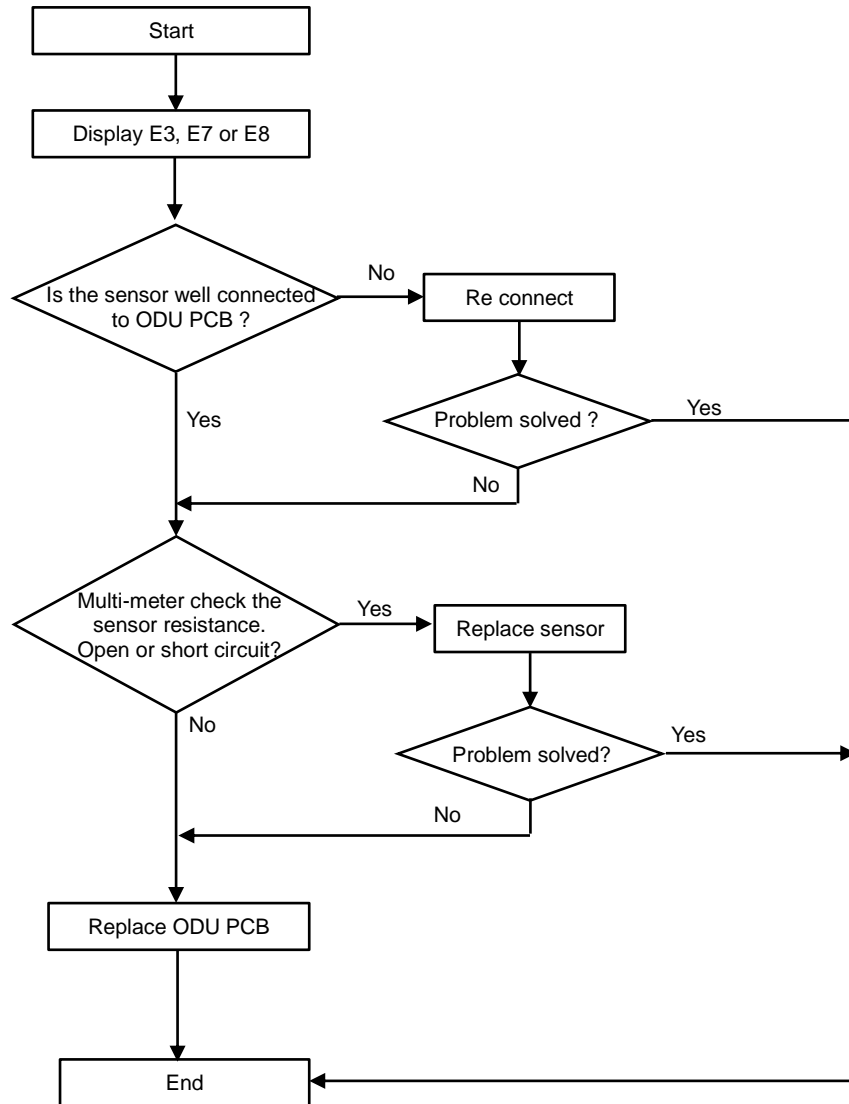 Start
Display E3, E7 or E8
Is the sensor well connected
to ODU PCB ?
No
Re connect
Yes
Problem solved ?
Yes
No
Multi-meter check the
sensor resistance.
Open or short circuit?
Yes
Replace sensor
No
Problem solved?
Yes
No
Replace ODU PCB
End